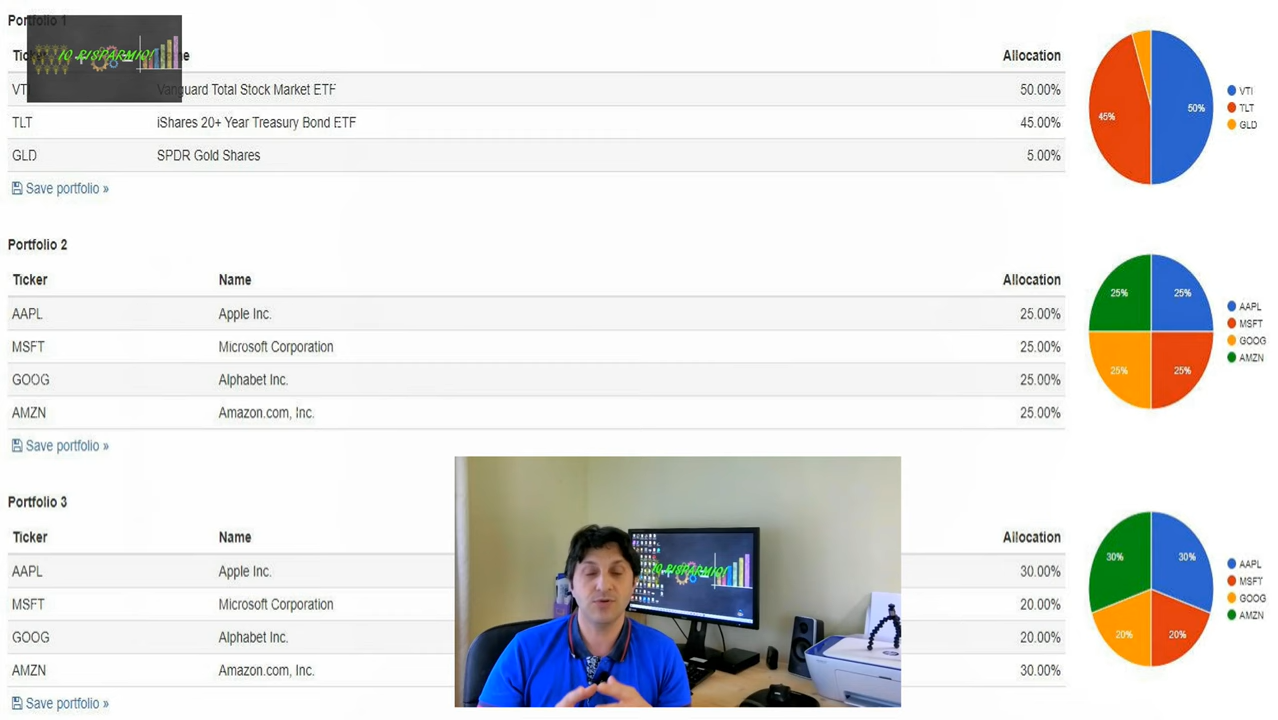 Portfolio 1
IO RISPARMIO!
Allocation
VTI Vanguard Total Stock Market ETF 50.00%
TLT iShares 20+ Year Treasury Bond ETF 45.00%
GLD SPDR Gold Shares 5.00%
Save portfolio »
50%
45%
VTI
TLT
GLD
Portfolio 2
Ticker Name Allocation
AAPL Apple Inc. 25.00%
MSFT Microsoft Corporation 25.00%
GOOG Alphabet Inc. 25.00%
AMZN Amazon.com, Inc. 25.00%
Save portfolio »
25% 25%
25% 25%
AAPL
MSFT
GOOG
AMZN
Portfolio 3
Ticker Name Allocation
AAPL Apple Inc. 30.00%
MSFT Microsoft Corporation 20.00%
GOOG Alphabet Inc. 20.00%
AMZN Amazon.com, Inc. 30.00%
Save portfolio »
30% 30%
20% 20%
AAPL
MSFT
GOOG
AMZN
IO RISPARMIO!